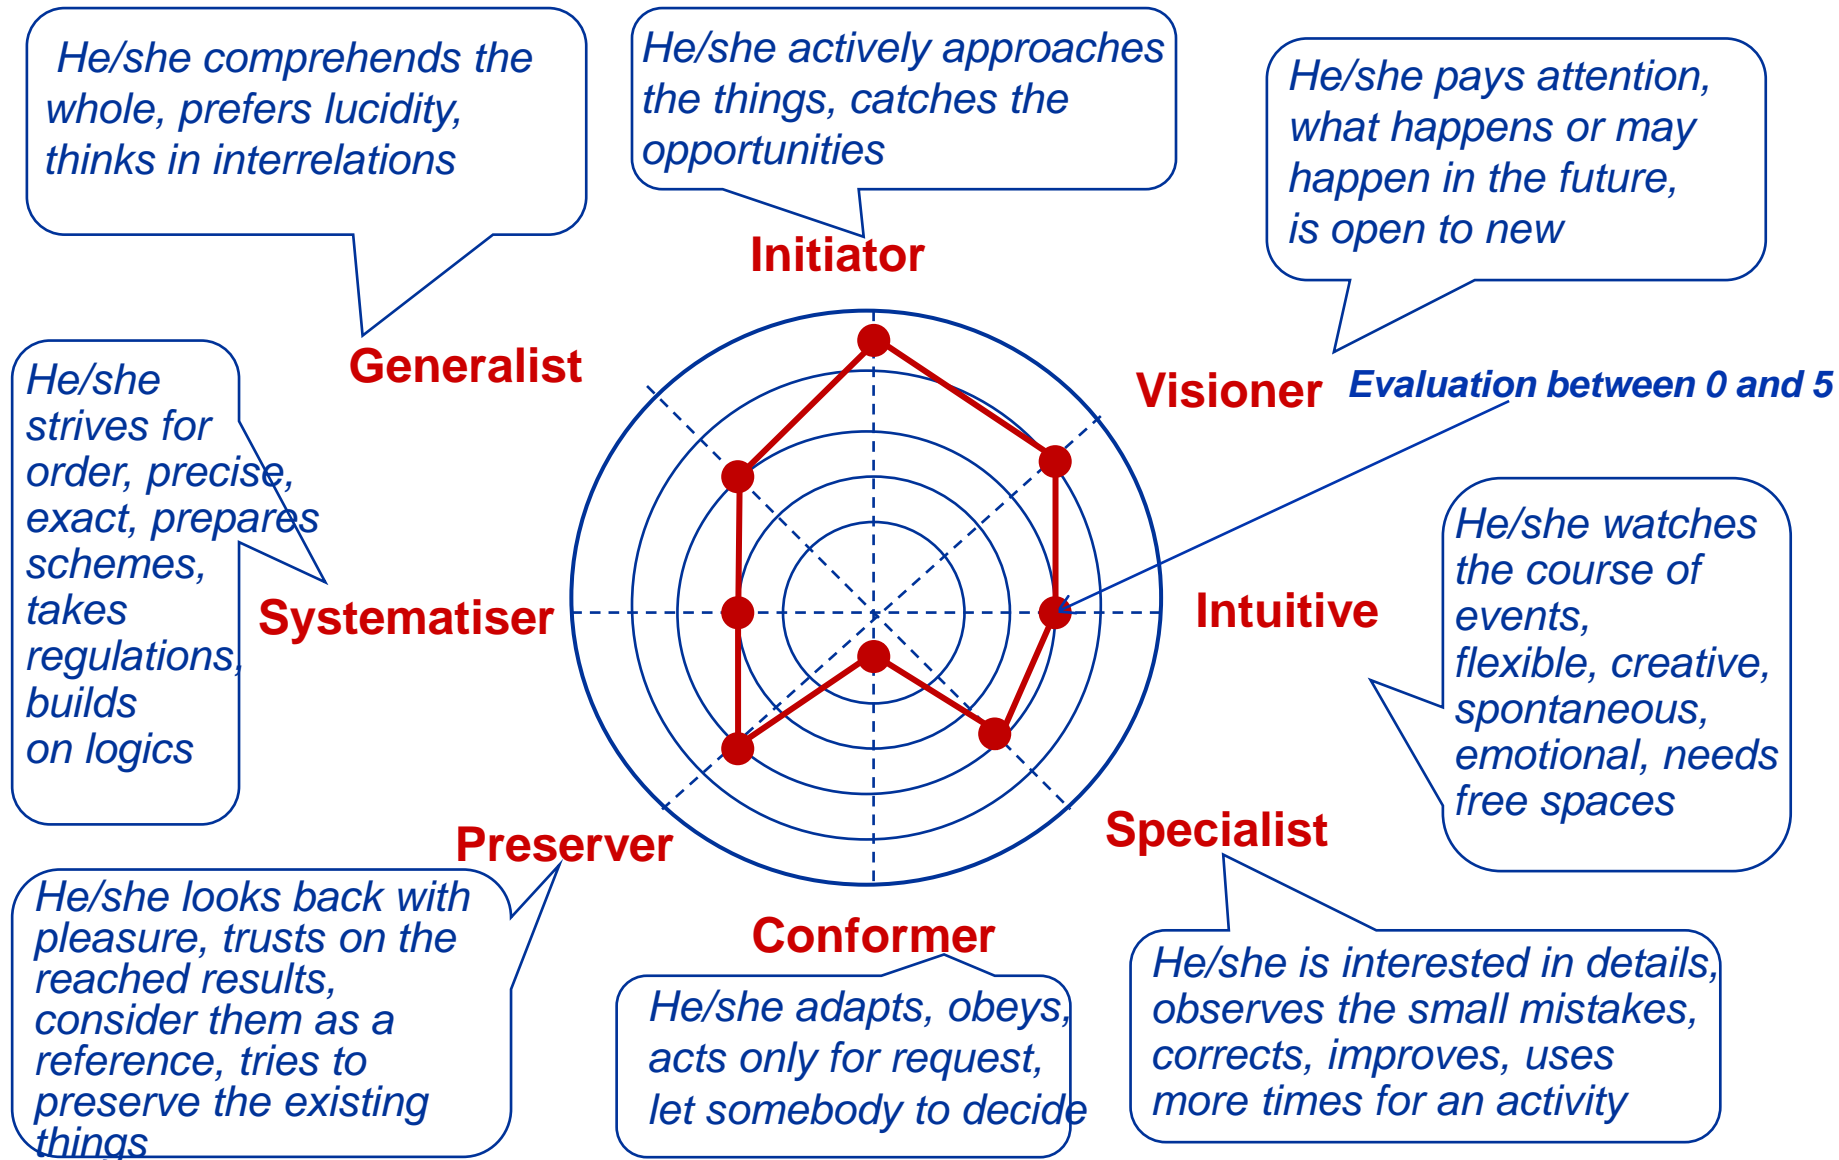 He/she comprehends the
whole, prefers lucidity,
thinks in interrelations
He/she actively approaches
the things, catches the
opportunities
He/she pays attention,
what happens or may
happen in the future,
is open to new
Initiator
Generalist
Visioner
Evaluation between 0 and 5
He/she
strives for
order, precise,
exact, prepares
schemes,
takes
regulations,
builds
on logics
Systematiser
Intuitive
He/she watches
the course of
events,
flexible, creative,
spontaneous,
emotional, needs
free spaces
Preserver
Specialist
Conformer
He/she looks back with
pleasure, trusts on the
reached results,
consider them as a
reference, tries to
preserve the existing
things
He/she adapts, obeys,
acts only for request,
let somebody to decide
He/she is interested in details,
observes the small mistakes,
corrects, improves, uses
more times for an activity